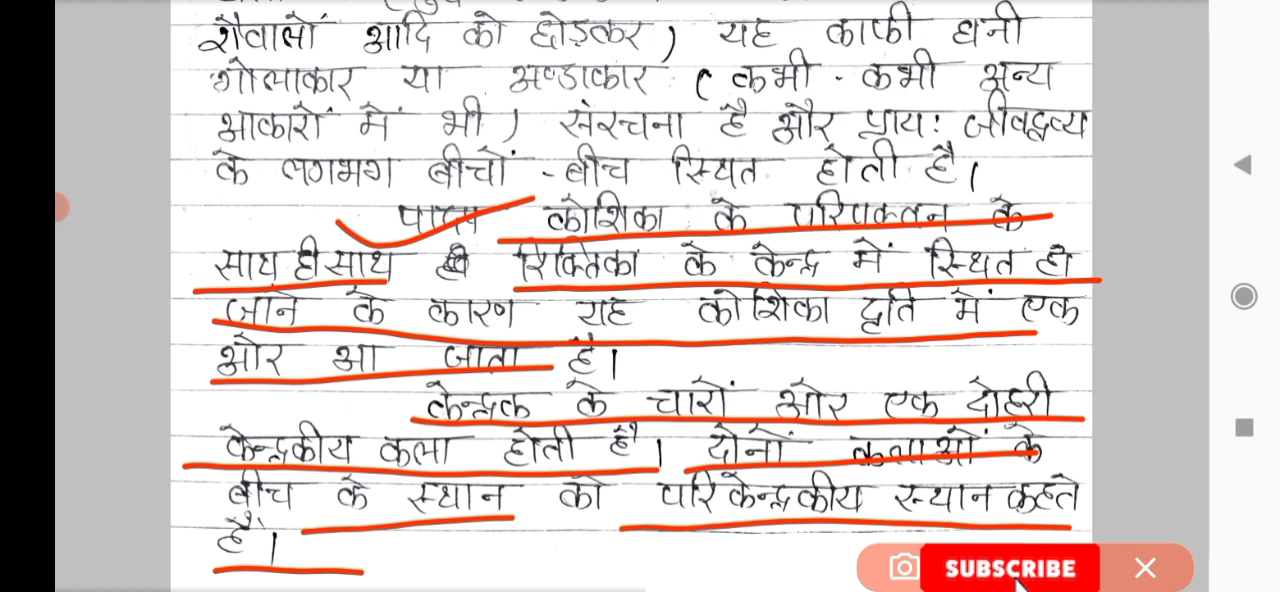 शैवालों आदि को छोड़कर) यह काफी घनी
गोलाकार या अण्डाकार (कभी-कभी अन्य
आकारों में भी) संरचना है और प्रायः जीवद्रव्य
के लगभग बीचों-बीच स्थित होती है।
पादप कोशिका के परिपक्वन के
साथ ही साथ रिक्तिका के केन्द्र में स्थित हो
जाने के कारण यह कोशिका दृति में एक
ओर आ जाता है।
केन्द्रक के चारों ओर एक दोहरी
केन्द्रकीय कला होती है। दोनों कलाओं के
बीच के स्थान को परिकेन्द्रकीय स्थान कहते
हैं।
SUBSCRIBE